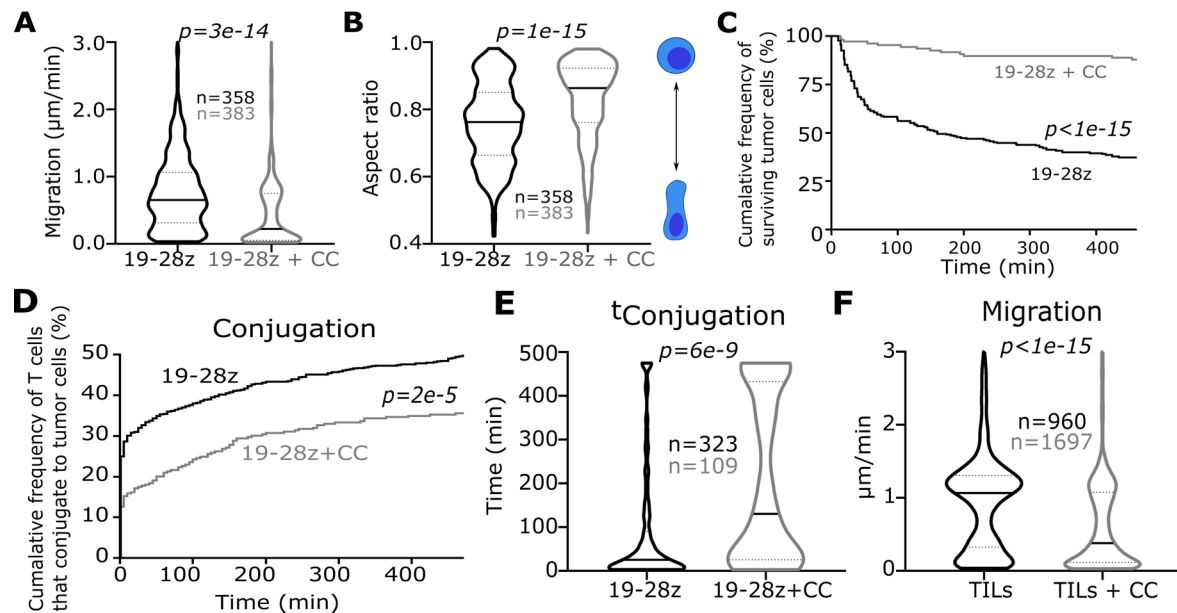 A
p=3e-14
Migration (µm/min)
3.0
2.0
1.0
0.0
n=358
n=383
19-28z
19-28z + CC
B
p=1e-15
Aspect ratio
1.0
0.8
0.6
0.4
n=358
n=383
19-28z
19-28z + CC
C
Cumalative frequency of
surviving tumor cells (%)
100
75
50
25
19-28z + CC
p<1e-15
19-28z
100
200
300
400
Time (min)
D
Conjugation
Cumalative frequency of T cells
that conjugate to tumor cells (%)
50
40
30
20
10
0
19-28z
p=2e-5
19-28z+CC
0
100
200
300
400
Time (min)
E
tConjugation
p=6e-9
Time (min)
500
400
300
200
100
0
n=323
n=109
19-28z
19-28z+CC
F
Migration
p<1e-15
µm/min
3
2
1
0
n=960
n=1697
TILs
TILs + CC